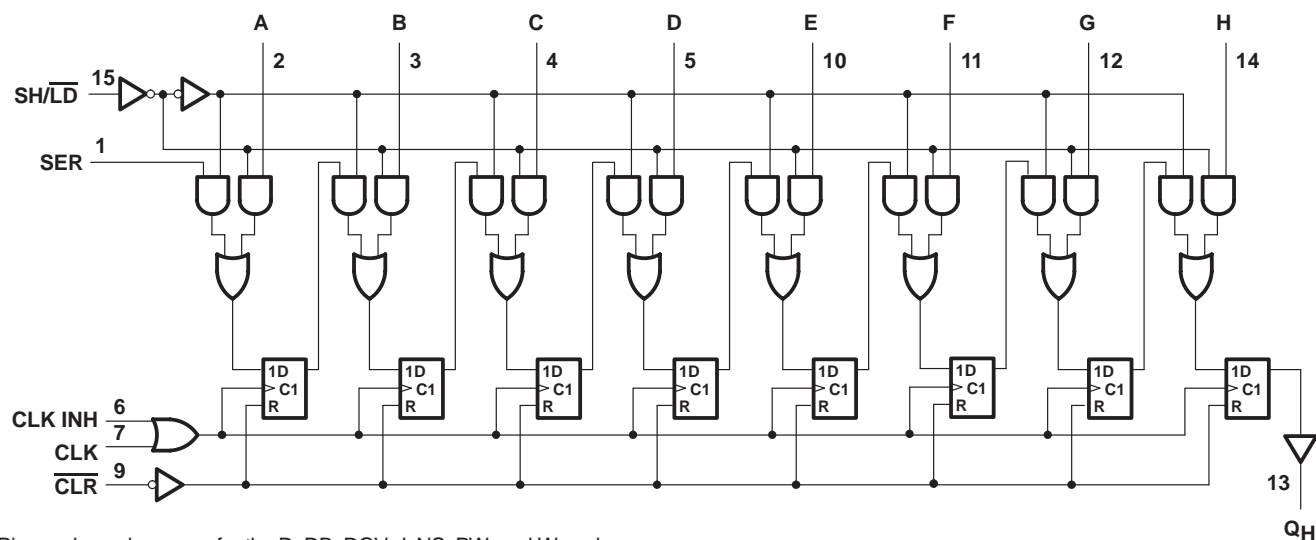 A B C D E F G H
2 3 4 5 10 11 12 14
SH/LD 15
SER 1
1D 1D 1D 1D 1D 1D 1D 1D
C1 C1 C1 C1 C1 C1 C1 C1
R R R R R R R R
CLK INH 6
CLK 7
CLR 9
13
QH